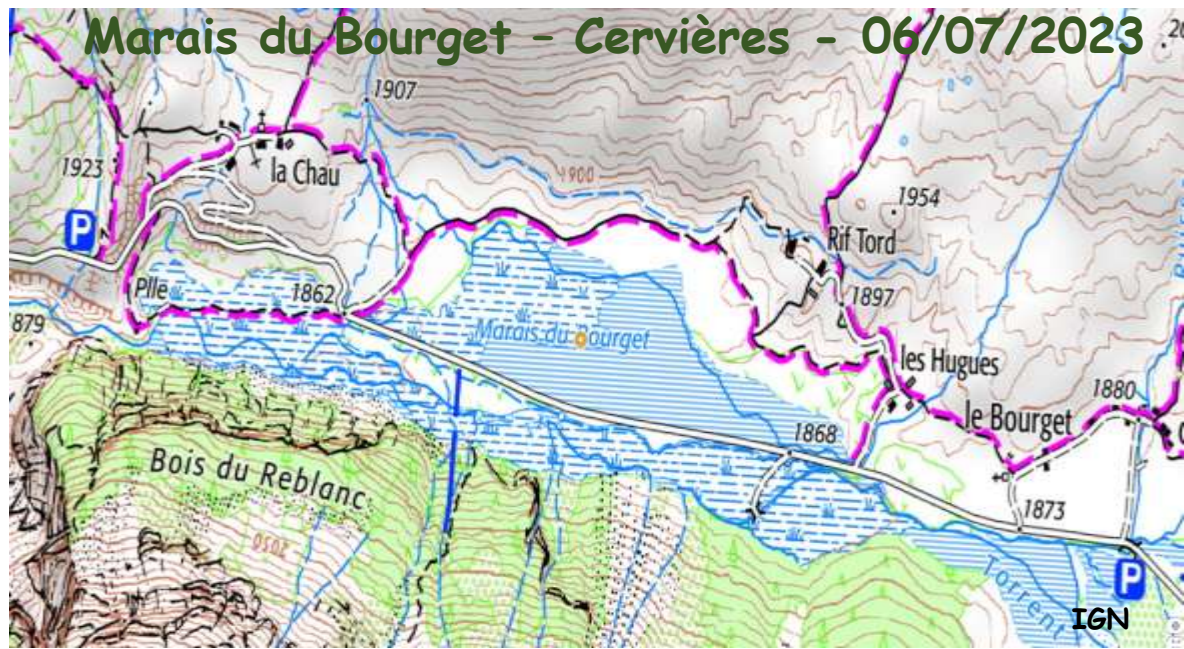 Marais du Bourget - Cervières - 06/07/2023
1907
1923
la Chau
P
1900
1954
Rif Tord
Plle
1862
1897
879
Marais du Bourget
les Hugues
1880
le Bourget
1868
Bois du Reblanc
1873
2050
Torrent
P
IGN